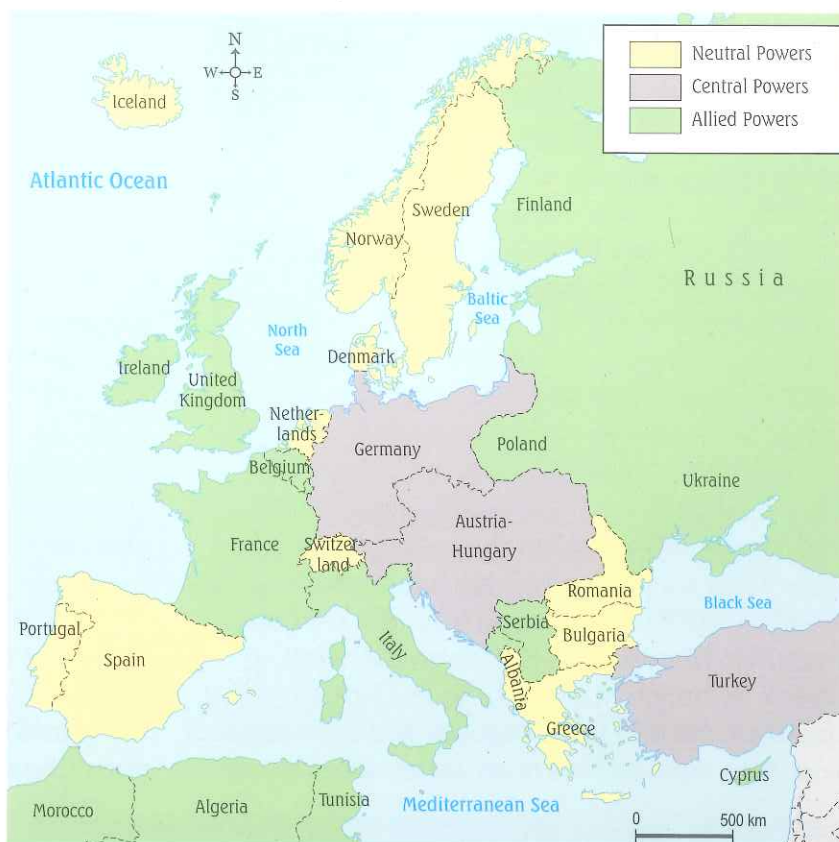 N
W E
S
Neutral Powers
Central Powers
Allied Powers
Iceland
Atlantic Ocean
Norway
Sweden
Finland
Russia
North
Sea
Baltic
Sea
Denmark
Ireland
United
Kingdom
Nether-
lands
Belgium
Germany
Poland
Ukraine
Austria-
Hungary
France
Switzer-
land
Romania
Black Sea
Serbia
Bulgaria
Italy
Albania
Portugal
Spain
Turkey
Greece
Cyprus
Morocco
Algeria
Tunisia
Mediterranean Sea
0 500 km